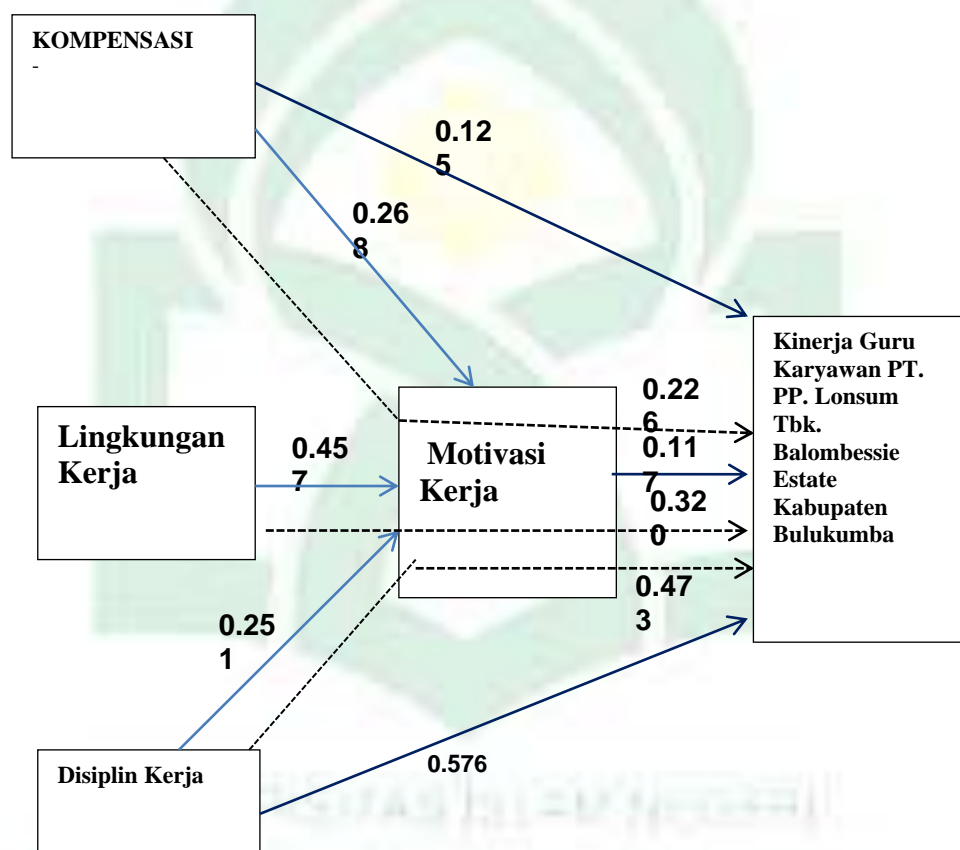 KOMPENSASI
-
0.12
5
0.26
8
Kinerja Guru
Karyawan PT.
PP. Lonsum
Tbk.
Balombessie
Estate
Kabupaten
Bulukumba
Lingkungan
Kerja
0.45
7
Motivasi
Kerja
0.22
6
0.11
7
0.32
0
0.47
3
0.25
1
Disiplin Kerja
0.576